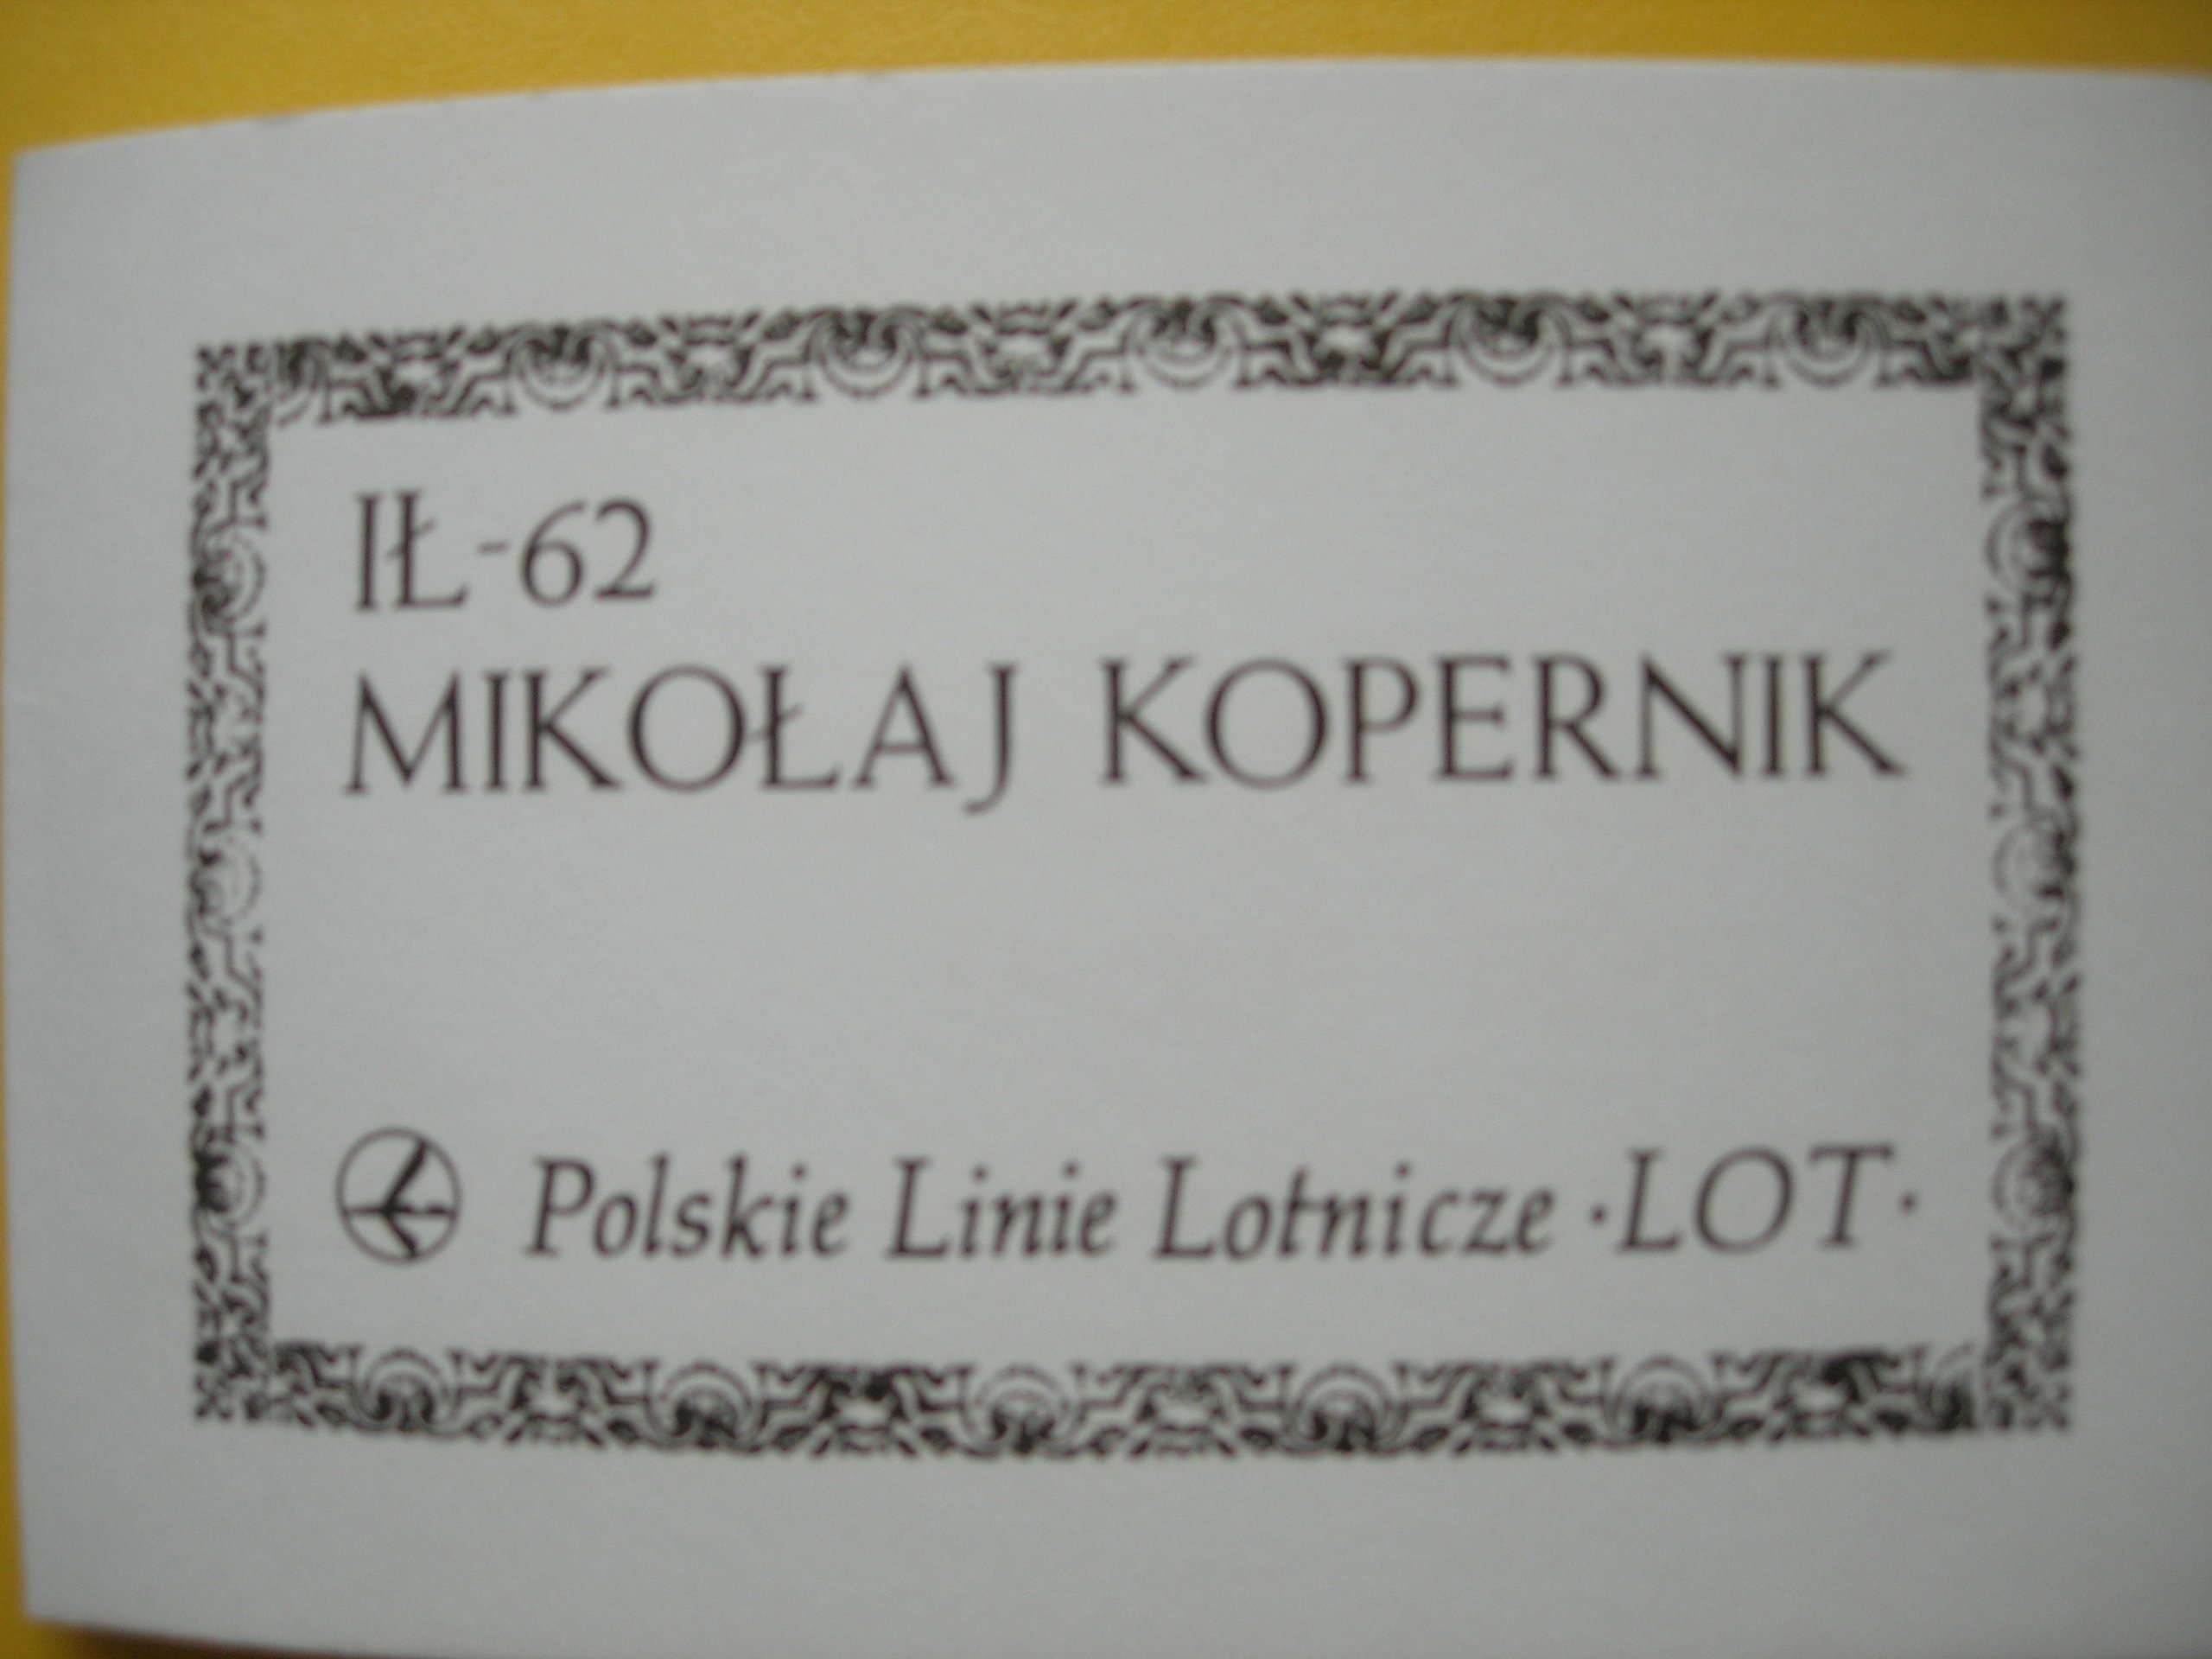 IŁ-62
MIKOŁAJ KOPERNIK
Polskie Linie Lotnicze ·LOT·